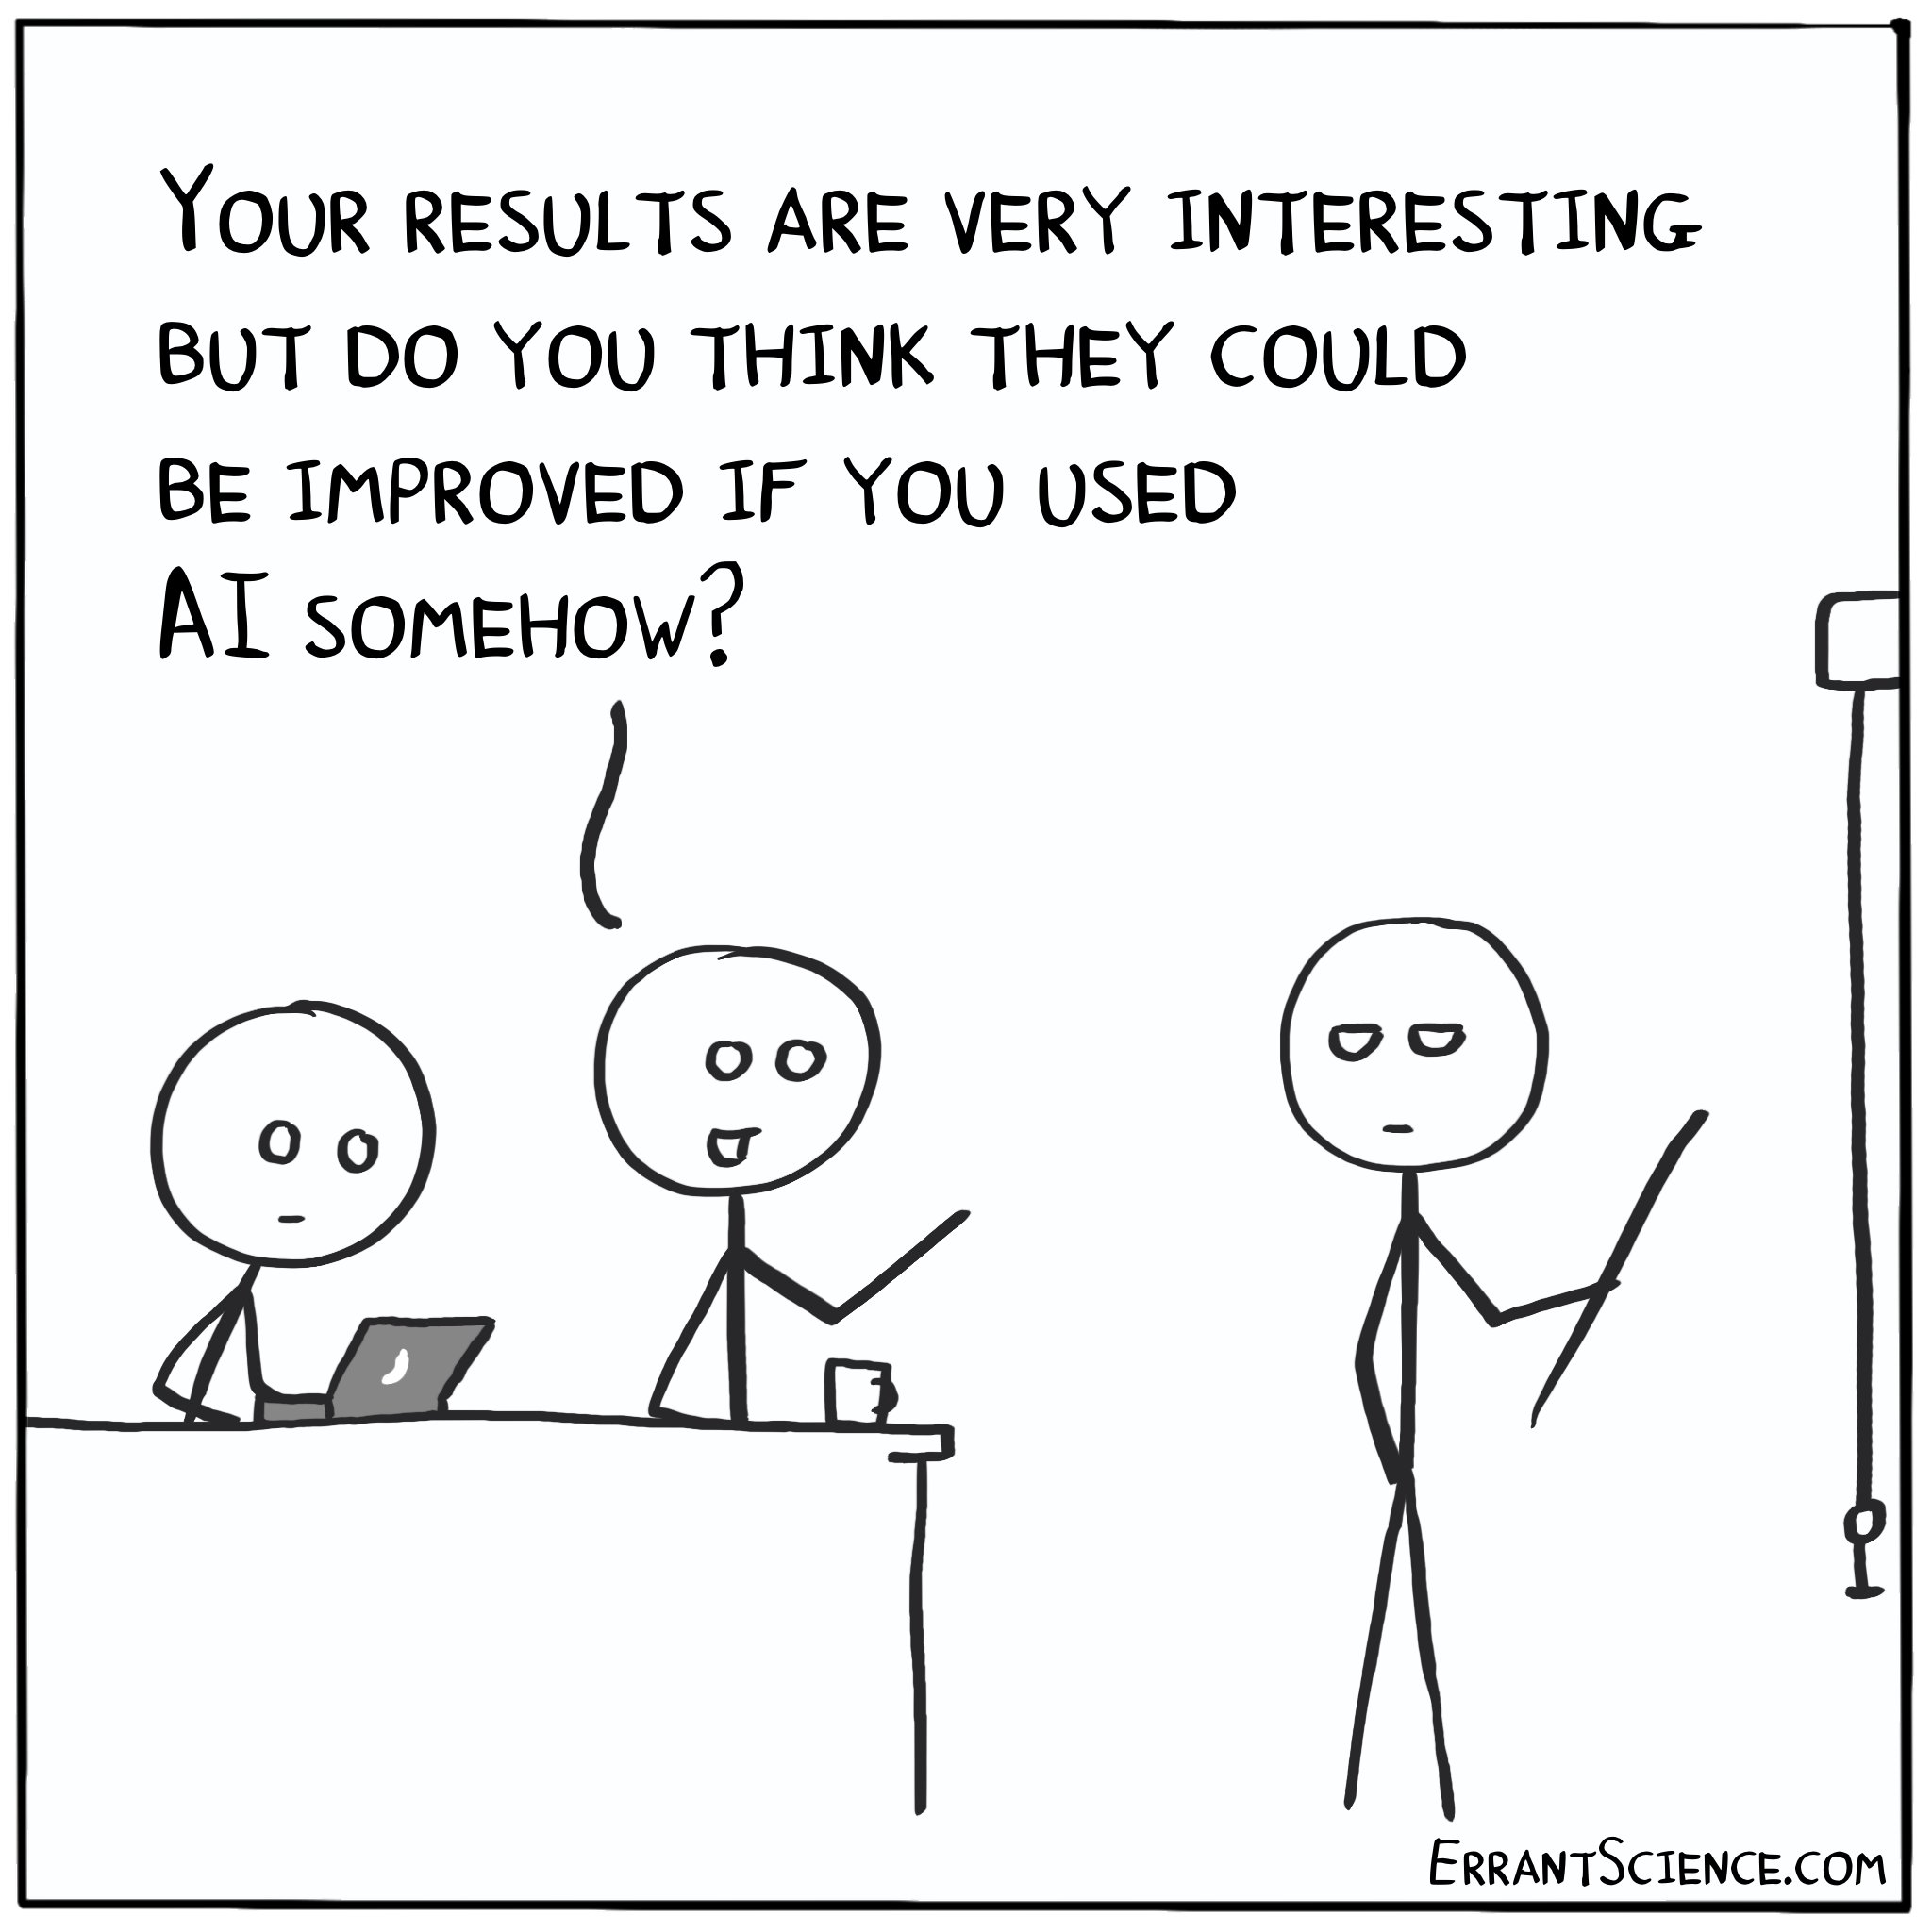 Your results are very interesting
but do you think they could
be improved if you used
AI somehow?
ErrantScience.com